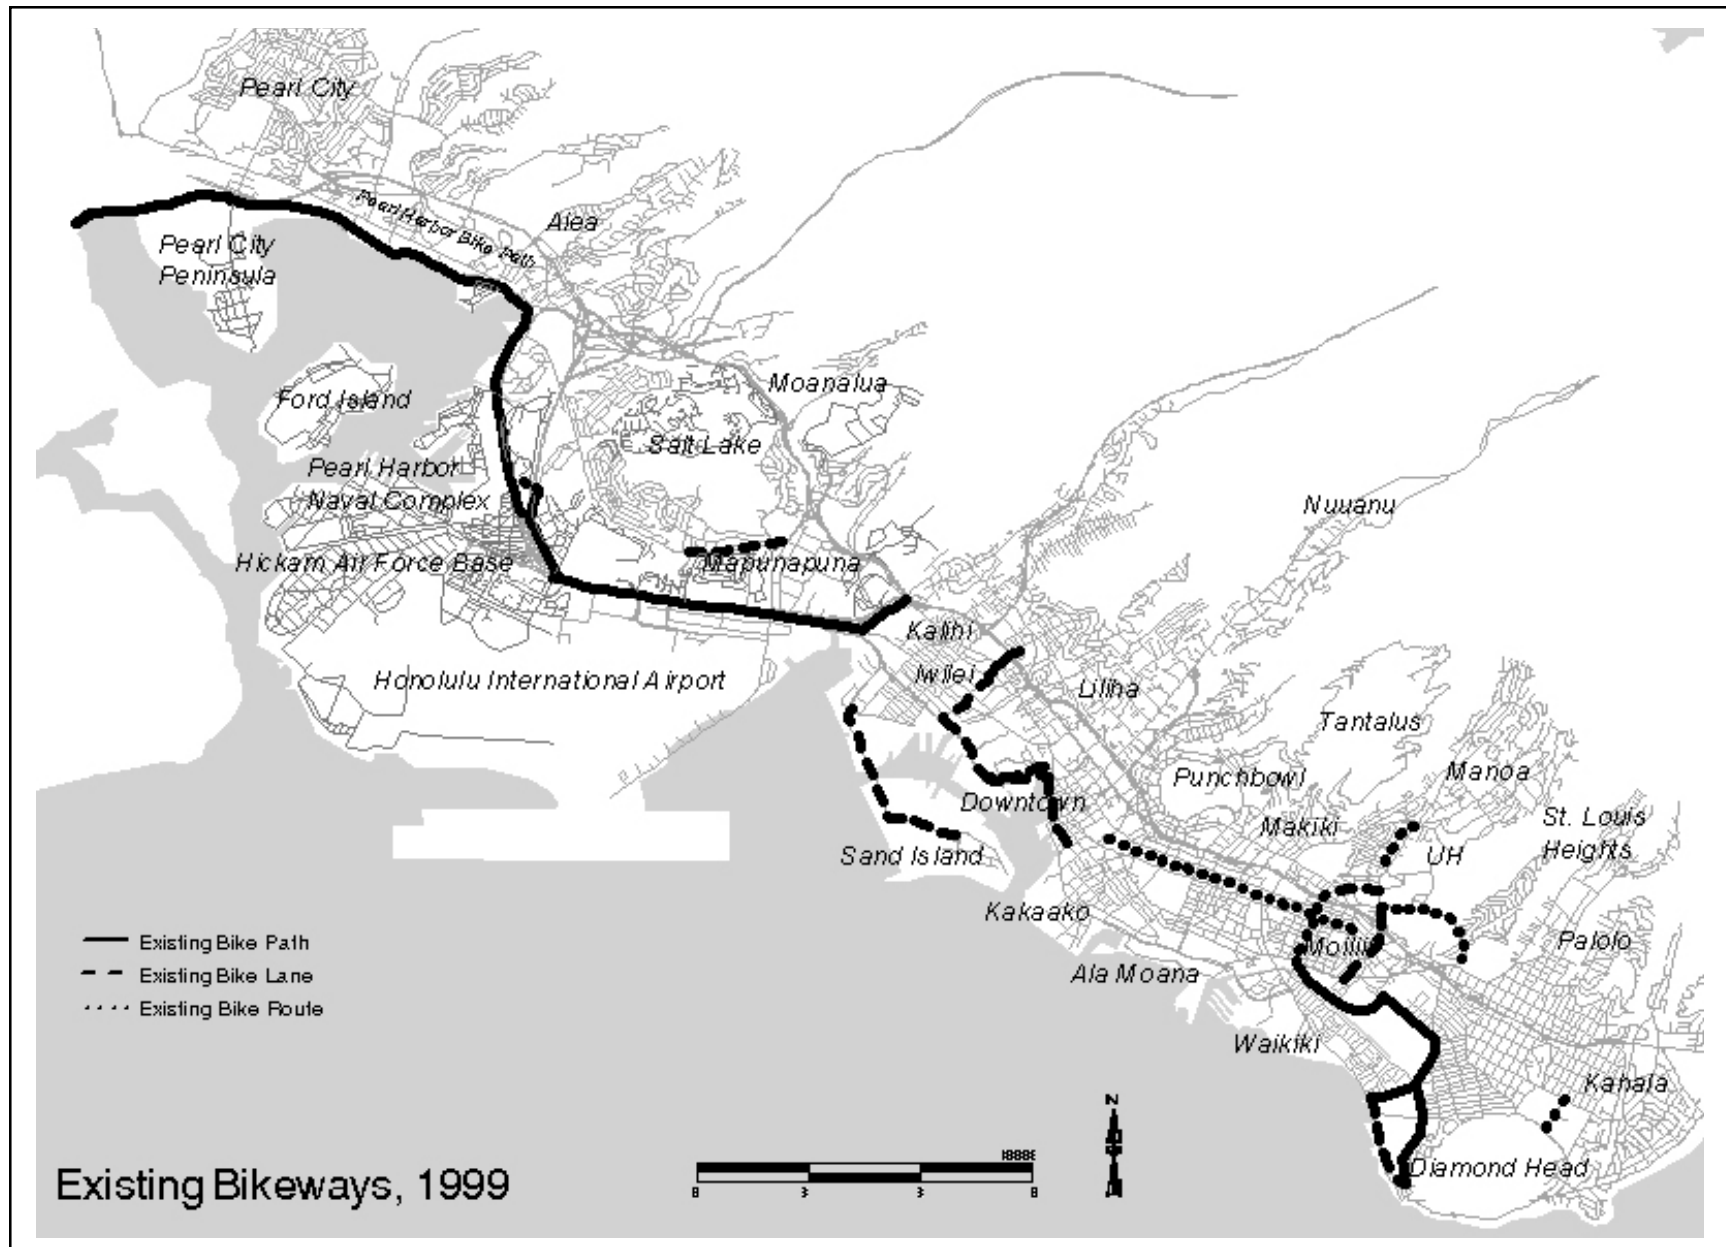 Pearl City
Pearl Harbor Bike Path
Aiea
Pearl City
Peninsula
Moanalua
Ford Island
Salt Lake
Pearl Harbor
Naval Complex
Nuuanu
Hickam Air Force Base
Mapunapuna
Kalihi
Iwilei
Honolulu International Airport
Liliha
Tantalus
Punchbowl
Manoa
Downtown
Makiki
St. Louis
Heights
Sand Island
UH
Kakaako
Moiliili
Palolo
Existing Bike Path
Existing Bike Lane
Existing Bike Route
Ala Moana
Waikiki
Kahala
N
Diamond Head
Existing Bikeways, 1999